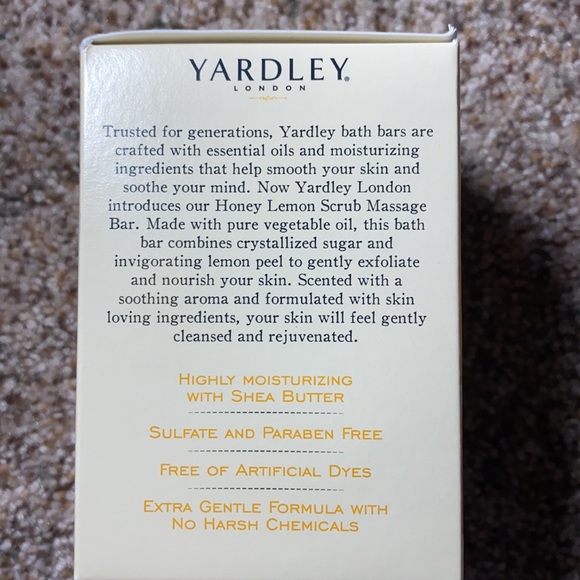 YARDLEY®
LONDON
Trusted for generations, Yardley bath bars are
crafted with essential oils and moisturizing
ingredients that help smooth your skin and
soothe your mind. Now Yardley London
introduces our Honey Lemon Scrub Massage
Bar. Made with pure vegetable oil, this bath
bar combines crystallized sugar and
invigorating lemon peel to gently exfoliate
and nourish your skin. Scented with a
soothing aroma and formulated with skin
loving ingredients, your skin will feel gently
cleansed and rejuvenated.
Highly moisturizing
with Shea Butter
Sulfate and Paraben Free
Free of Artificial Dyes
Extra Gentle Formula with
No Harsh Chemicals